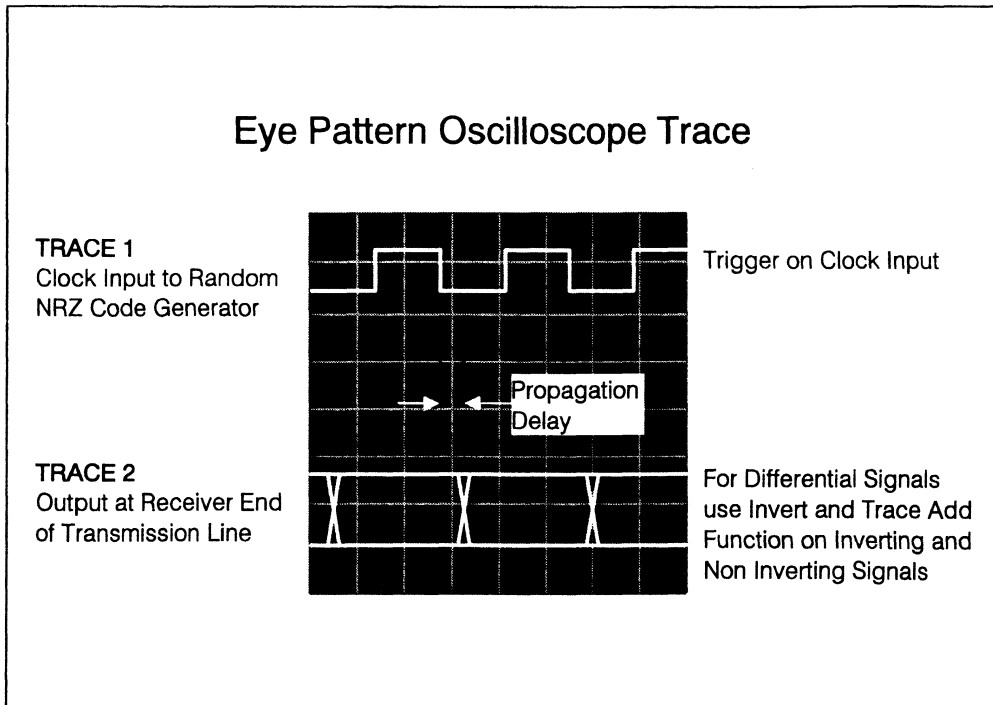 Eye Pattern Oscilloscope Trace
TRACE 1
Clock Input to Random
NRZ Code Generator
Trigger on Clock Input
Propagation
Delay
TRACE 2
Output at Receiver End
of Transmission Line
For Differential Signals
use Invert and Trace Add
Function on Inverting and
Non Inverting Signals